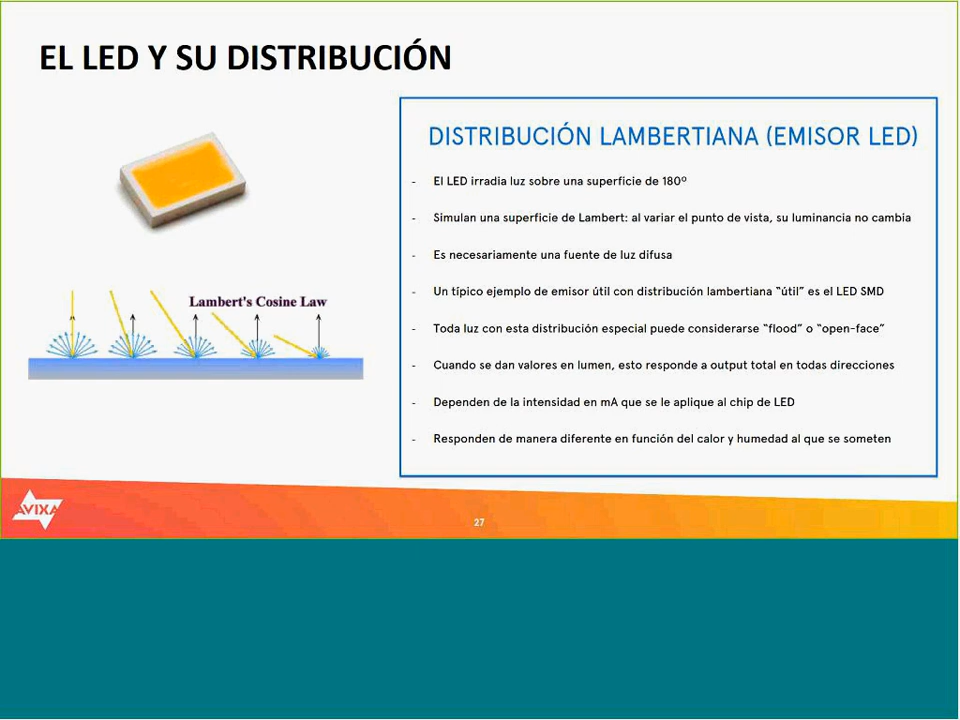 EL LED Y SU DISTRIBUCIÓN
DISTRIBUCIÓN LAMBERTIANA (EMISOR LED)
- El LED irradia luz sobre una superficie de 180º
- Simulan una superficie de Lambert: al variar el punto de vista, su luminancia no cambia
- Es necesariamente una fuente de luz difusa
- Un típico ejemplo de emisor útil con distribución lambertiana “útil” es el LED SMD
- Toda luz con esta distribución especial puede considerarse “flood” o “open-face”
- Cuando se dan valores en lumen, esto responde a output total en todas direcciones
- Dependen de la intensidad en mA que se le aplique al chip de LED
- Responden de manera diferente en función del calor y humedad al que se someten
Lambert's Cosine Law
AVIXA
27